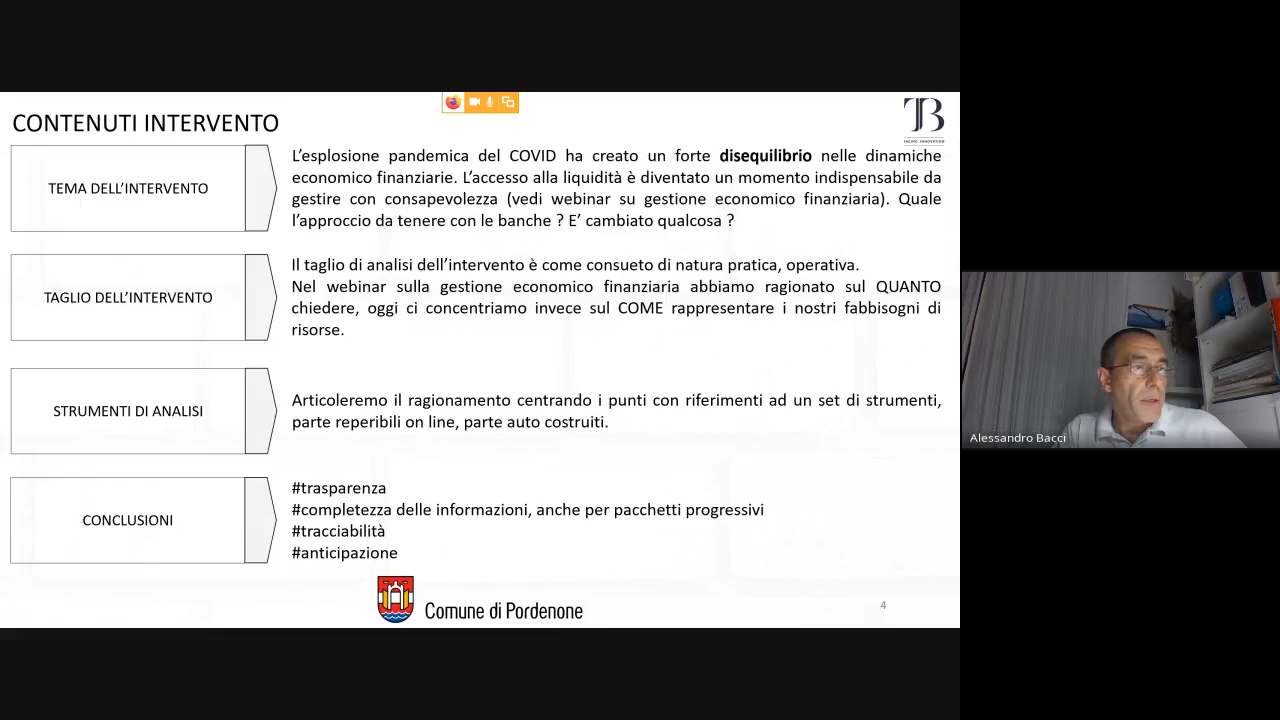 CONTENUTI INTERVENTO
TB
FACING INNOVATION
TEMA DELL’INTERVENTO
L’esplosione pandemica del COVID ha creato un forte disequilibrio nelle dinamiche
economico finanziarie. L’accesso alla liquidità è diventato un momento indispensabile da
gestire con consapevolezza (vedi webinar su gestione economico finanziaria). Quale
l’approccio da tenere con le banche ? E’ cambiato qualcosa ?
TAGLIO DELL’INTERVENTO
Il taglio di analisi dell’intervento è come consueto di natura pratica, operativa.
Nel webinar sulla gestione economico finanziaria abbiamo ragionato sul QUANTO
chiedere, oggi ci concentriamo invece sul COME rappresentare i nostri fabbisogni di
risorse.
STRUMENTI DI ANALISI
Articoleremo il ragionamento centrando i punti con riferimenti ad un set di strumenti,
parte reperibili on line, parte auto costruiti.
CONCLUSIONI
#trasparenza
#completezza delle informazioni, anche per pacchetti progressivi
#tracciabilità
#anticipazione
Comune di Pordenone
4
Alessandro Bacci